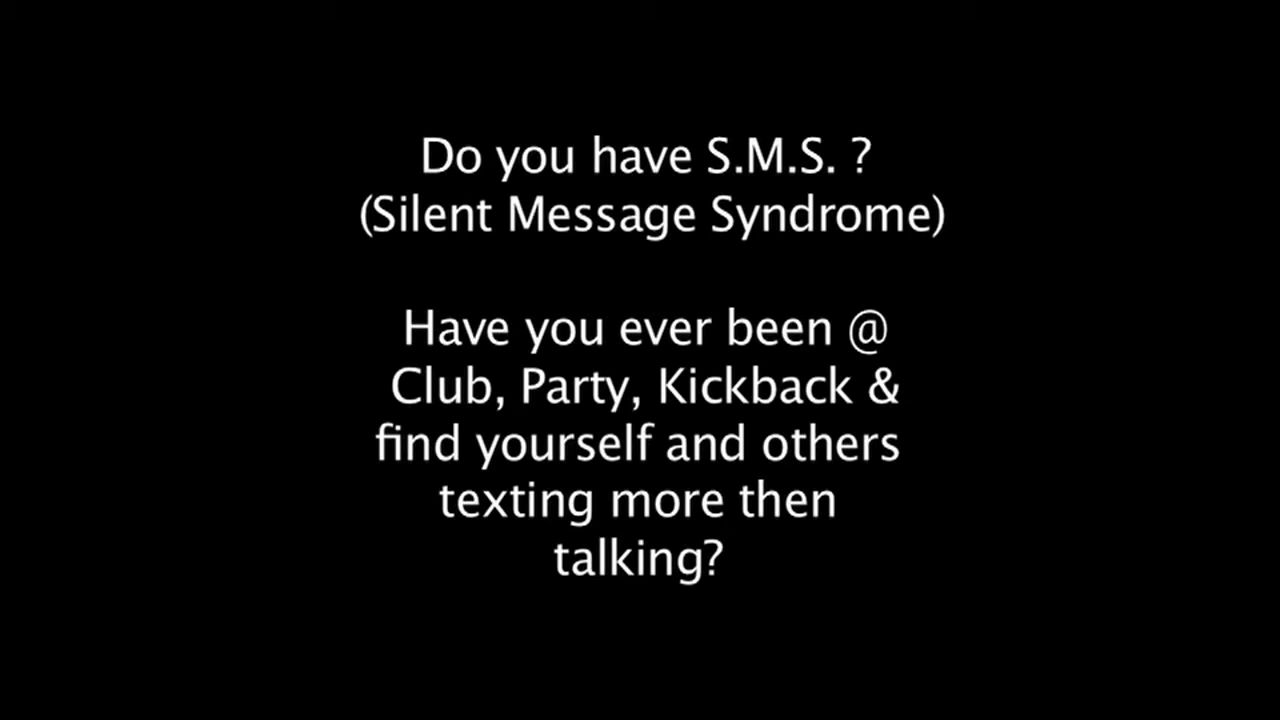 Do you have S.M.S. ?
(Silent Message Syndrome)
Have you ever been @
Club, Party, Kickback &
find yourself and others
texting more then
talking?